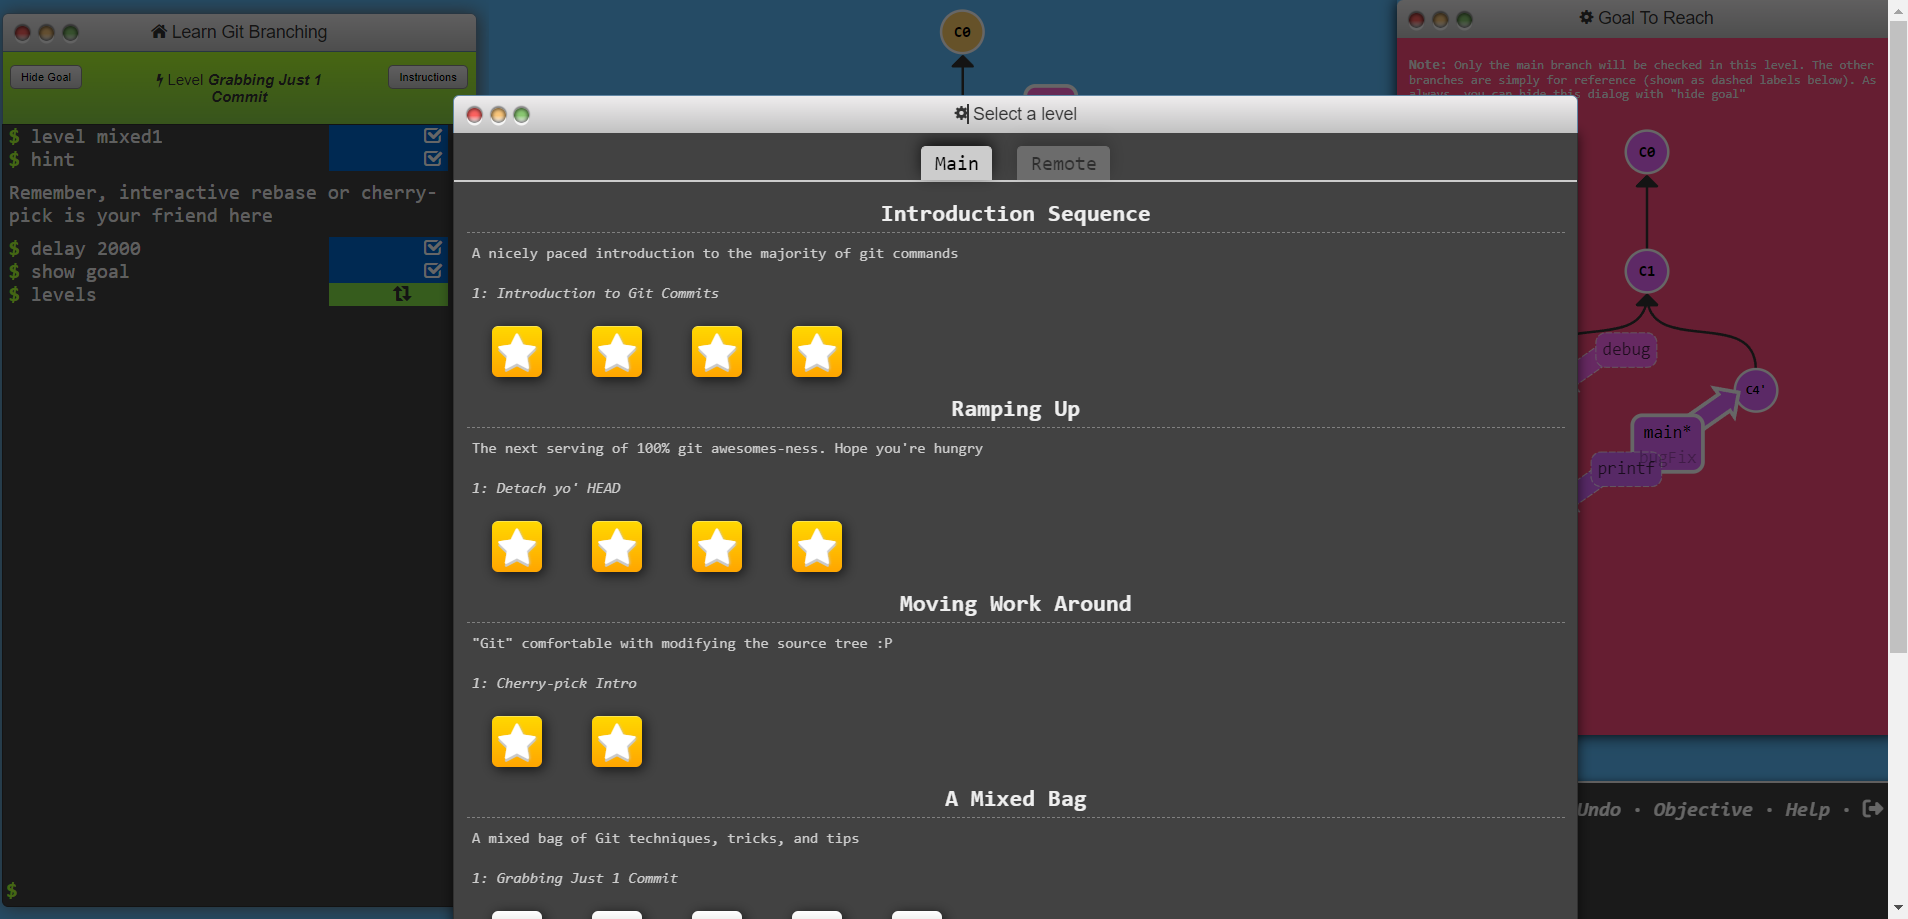 Learn Git Branching
Hide Goal
Level Grabbing Just 1
Commit
Instructions
$ level mixed1
$ hint
Remember, interactive rebase or cherry-
pick is your friend here
$ delay 2000
$ show goal
$ levels
$
C0
Select a level
Main
Remote
Introduction Sequence
A nicely paced introduction to the majority of git commands
1: Introduction to Git Commits
Ramping Up
The next serving of 100% git awesomes-ness. Hope you're hungry
1: Detach yo' HEAD
Moving Work Around
"Git" comfortable with modifying the source tree :P
1: Cherry-pick Intro
A Mixed Bag
A mixed bag of Git techniques, tricks, and tips
1: Grabbing Just 1 Commit
Goal To Reach
Note: Only the main branch will be checked in this level. The other
branches are simply for reference (shown as dashed labels below). As
always, you can hide this dialog with "hide goal"
C0
C1
debug
C4'
main*
bugFix
printf
Undo · Objective · Help ·